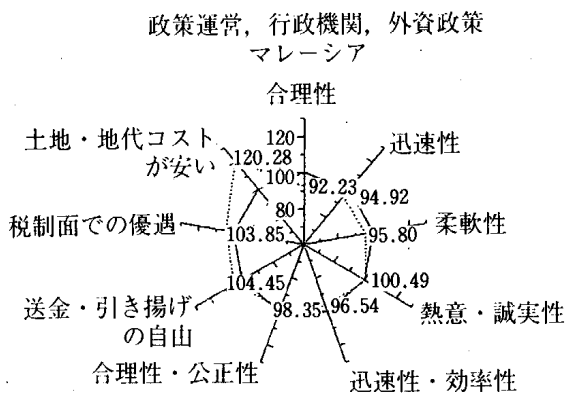 政策運営，行政機関，外資政策
マレーシア
合理性
土地・地代コスト
が安い
120
120.28
100
92.23
迅速性
94.92
80
税制面での優遇
103.85
95.80
柔軟性
104.45
100.49
送金・引き揚げ
の自由
98.35
96.54
熱意・誠実性
合理性・公正性
迅速性・効率性